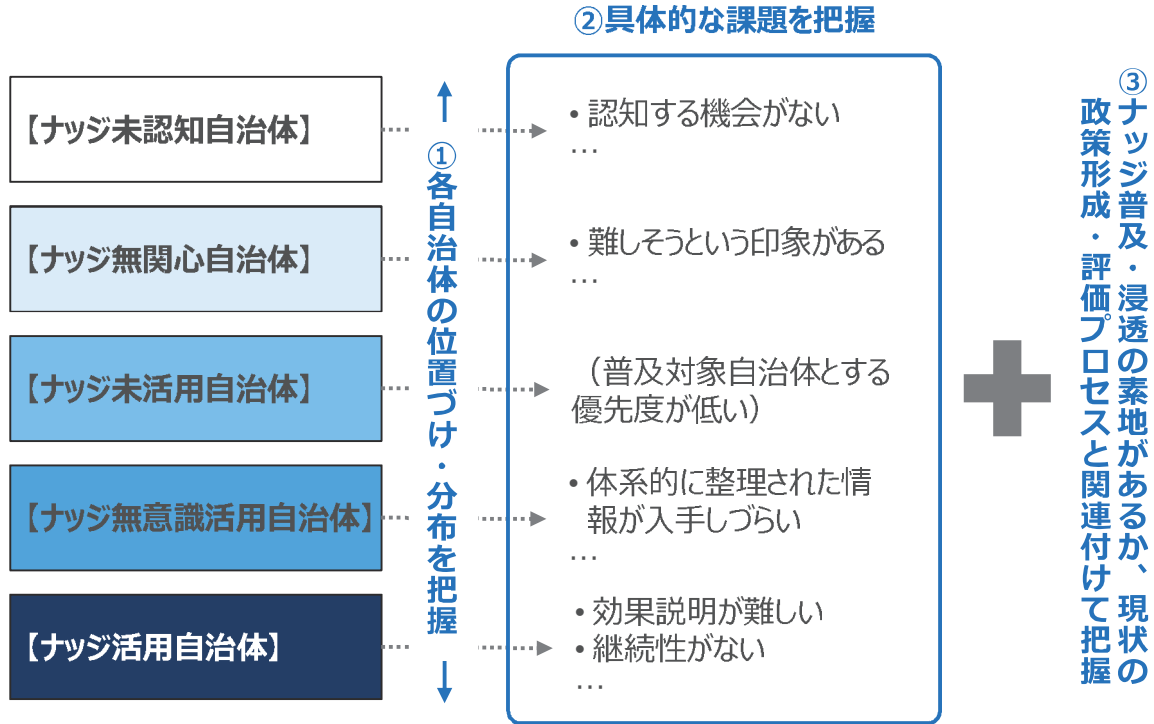 ②具体的な課題を把握
【ナッジ未認知自治体】
・認知する機会がない
…
【ナッジ無関心自治体】
・難しそうという印象がある
…
【ナッジ未活用自治体】
（普及対象自治体とする
優先度が低い）
【ナッジ無意識活用自治体】
・体系的に整理された情
報が入手しづらい
…
【ナッジ活用自治体】
・効果説明が難しい
・継続性がない
…
①各自治体の位置づけ・分布を把握
③ナッジ普及・浸透の素地があるか、現状の
政策形成・評価プロセスと関連付けて把握